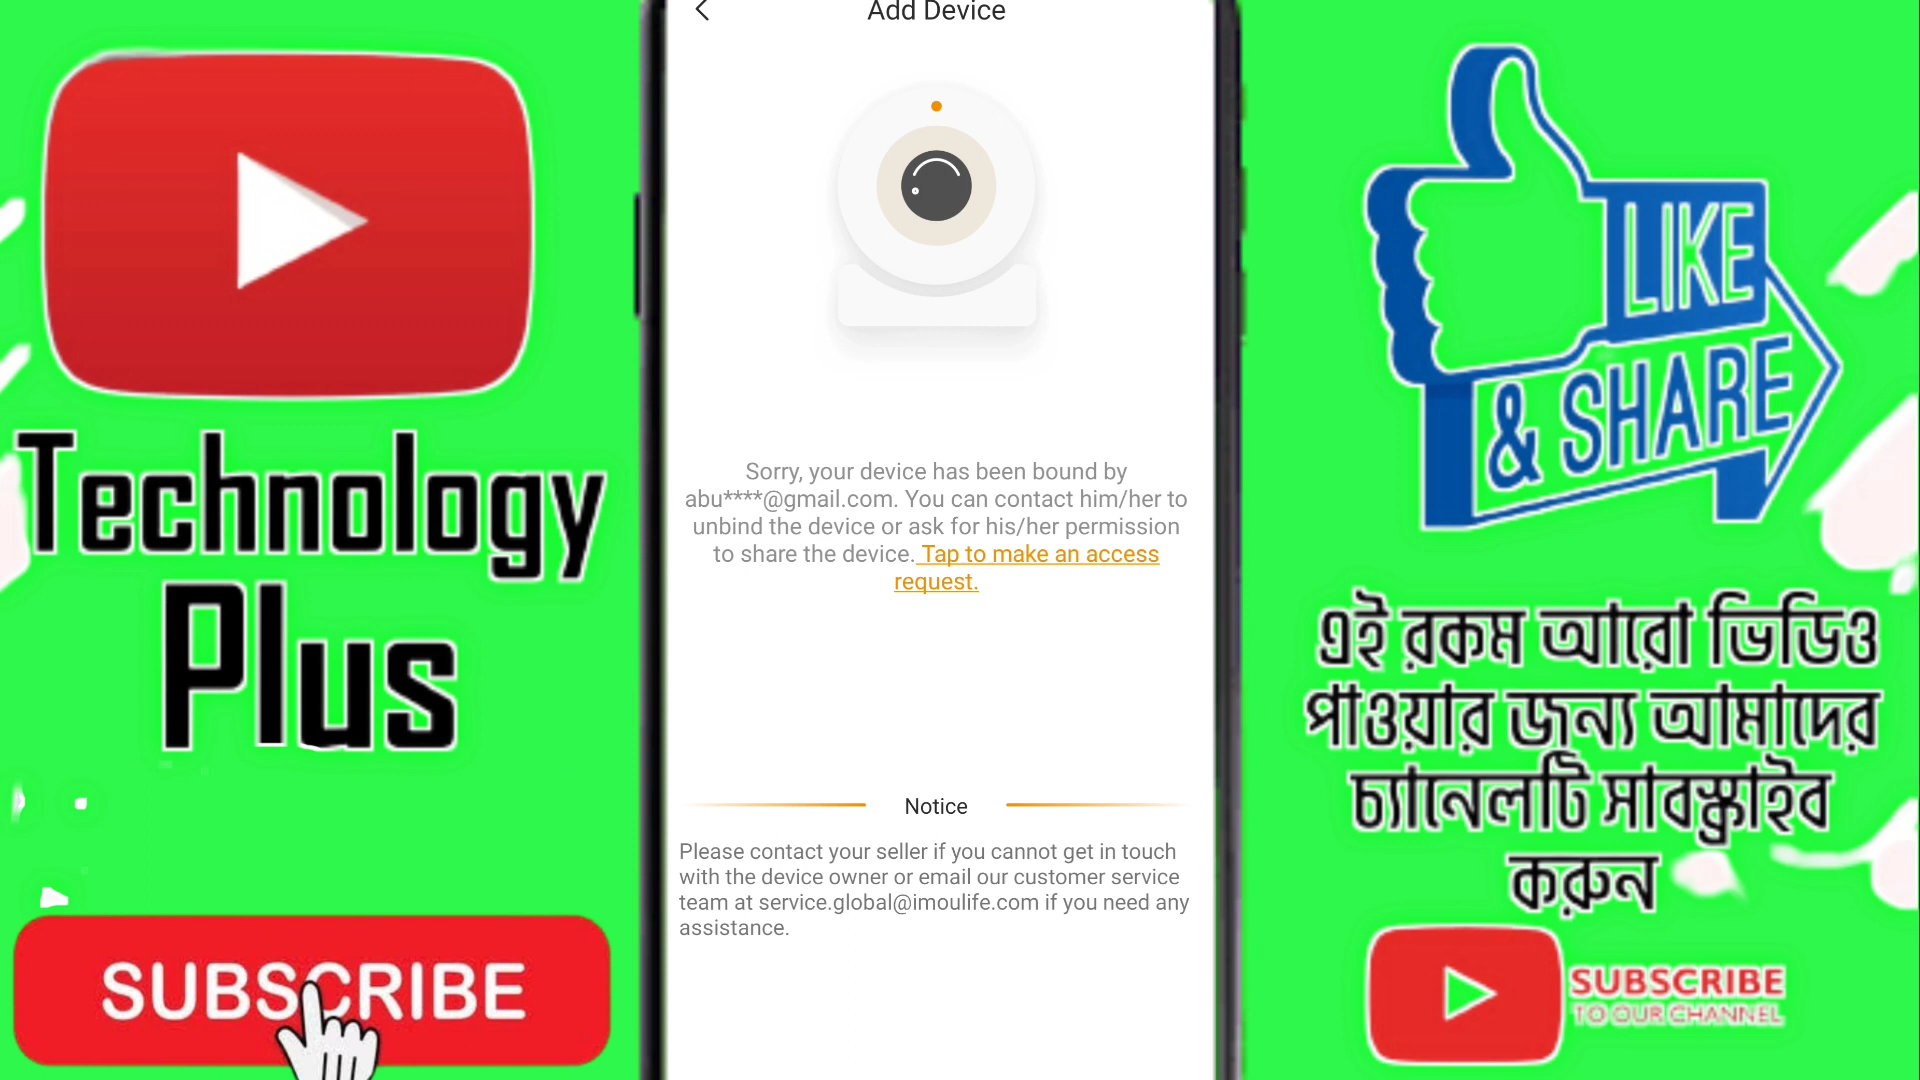 Add Device
Technology
Plus
SUBSCRIBE
Sorry, your device has been bound by
abu****@gmail.com. You can contact him/her to
unbind the device or ask for his/her permission
to share the device. Tap to make an access
request.
Notice
Please contact your seller if you cannot get in touch
with the device owner or email our customer service
team at service.global@imoulife.com if you need any
assistance.
LIKE
& SHARE
এই রকম আরো ভিডিও
পাওয়ার জন্য আমাদের
চ্যানেলটি সাবস্ক্রাইব
করুন
SUBSCRIBE
TO OUR CHANNEL